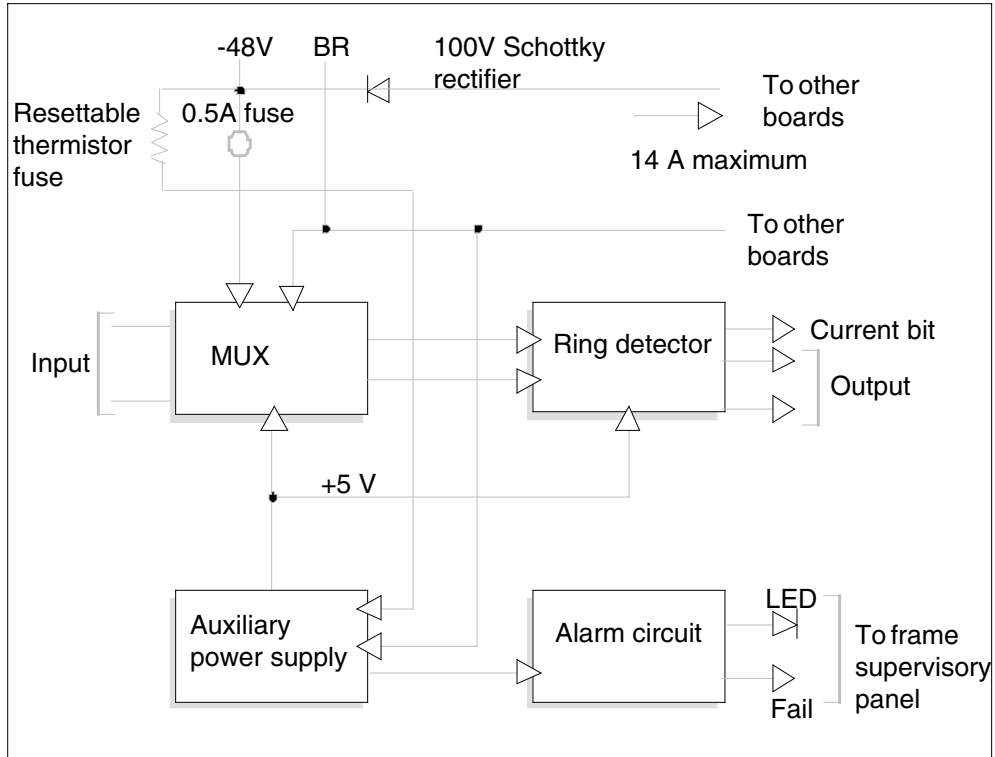 -48V
BR
100V Schottky
rectifier
To other
boards
Resettable
thermistor
fuse
0.5A fuse
14 A maximum
To other
boards
Input
MUX
Ring detector
Current bit
Output
+5 V
Auxiliary
power supply
Alarm circuit
LED
Fail
To frame
supervisory
panel